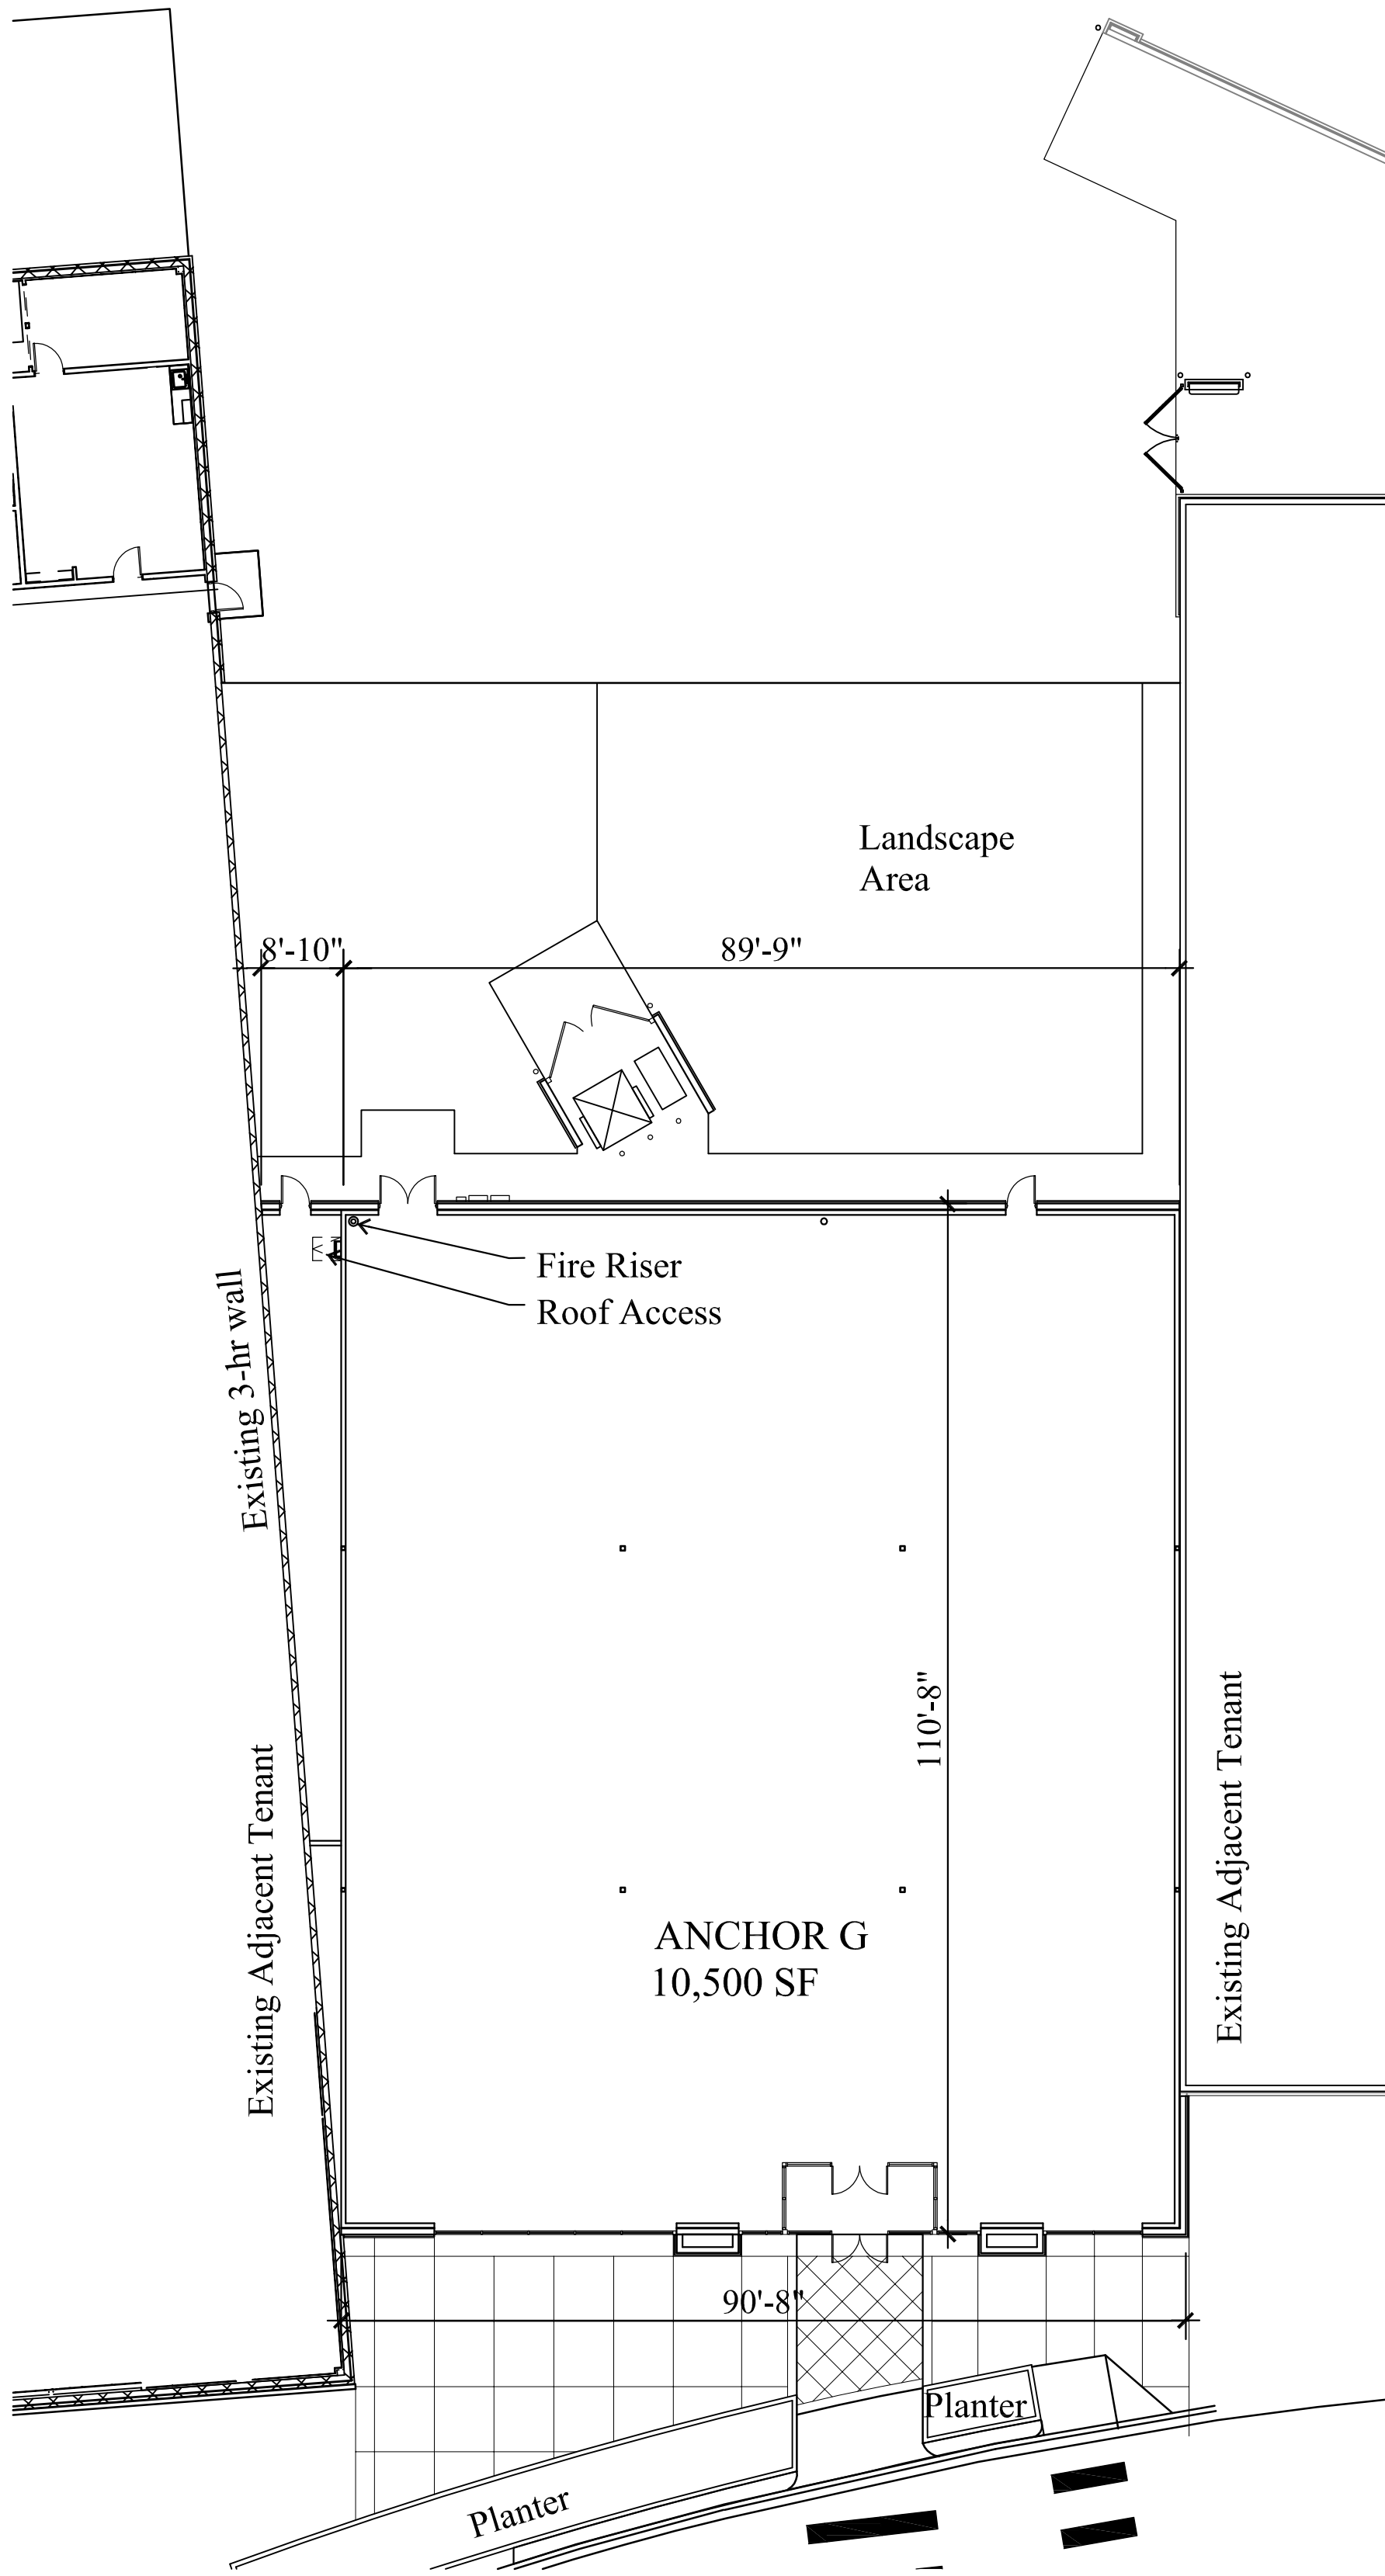 Landscape
Area
8'-10"
89'-9"
Fire Riser
Roof Access
Existing 3-hr wall
110'-8"
Existing Adjacent Tenant
Existing Adjacent Tenant
ANCHOR G
10,500 SF
90'-8"
Planter
Planter